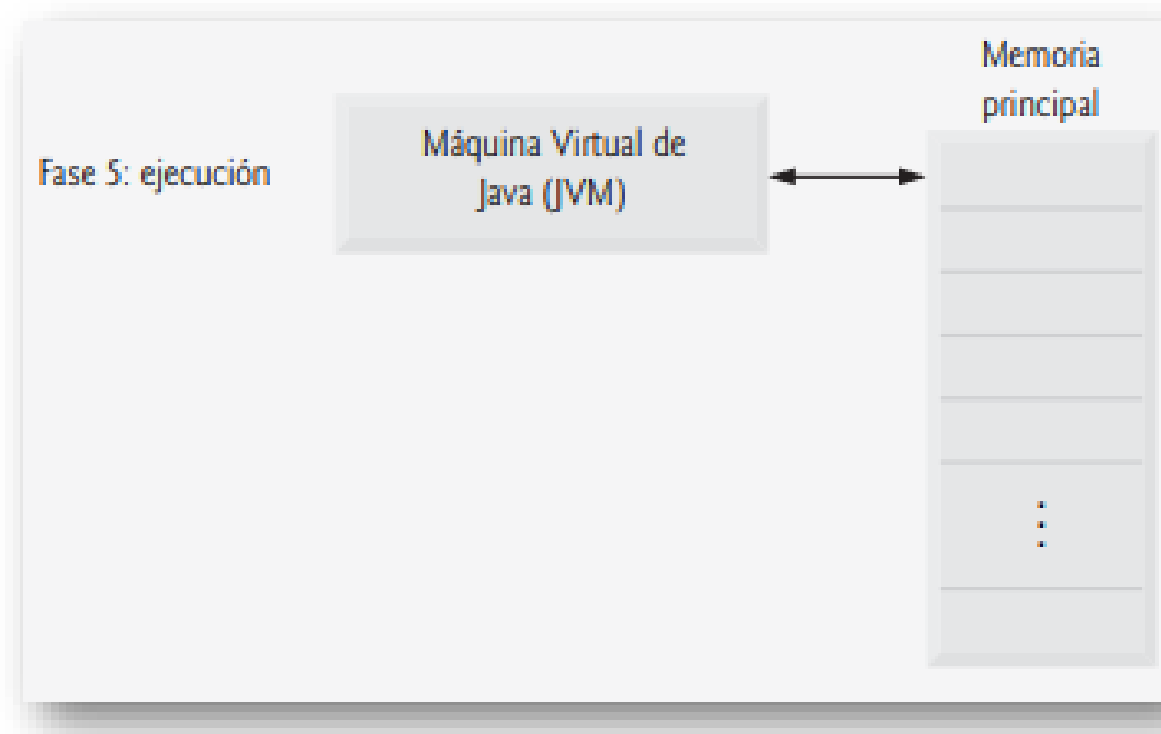 Memoria
principal
Máquina Virtual de
Java (JVM)
Fase 5: ejecución